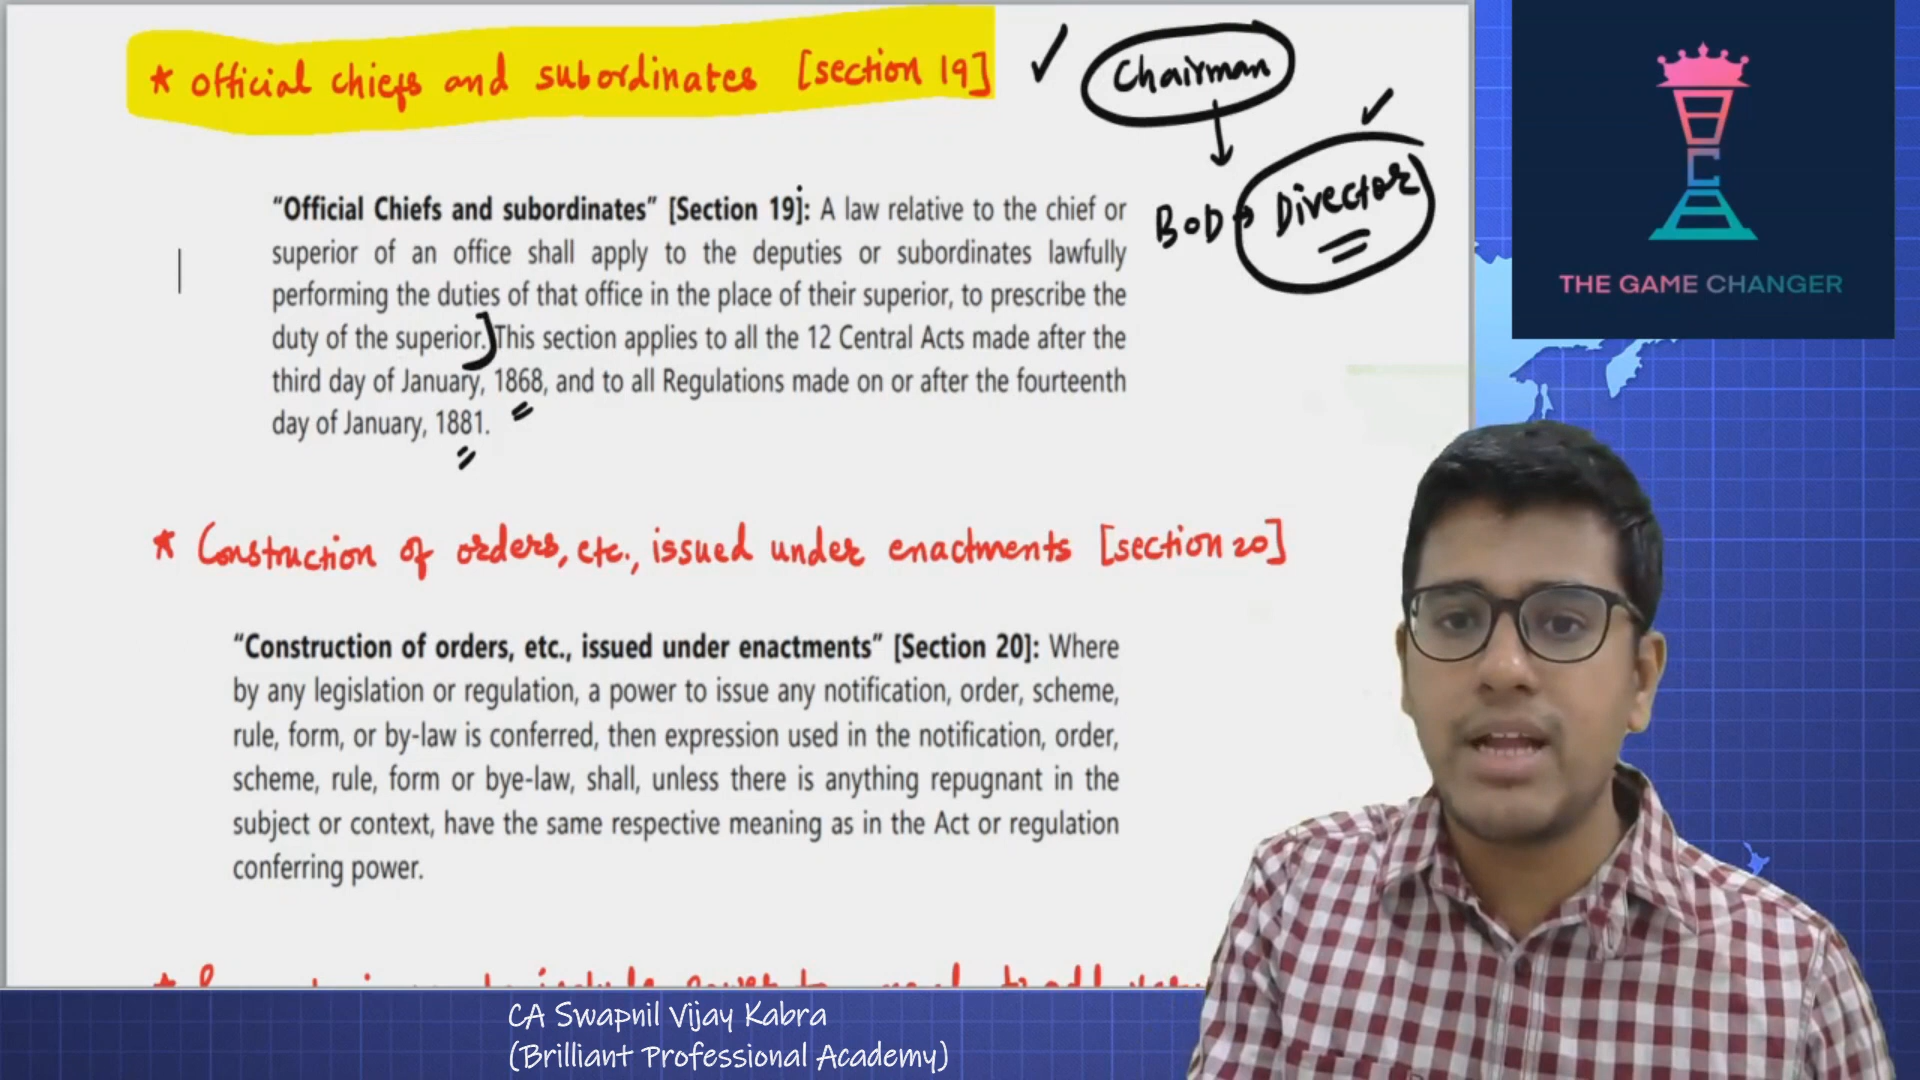 * Official chiefs and subordinates [section 19]
Chairman
BOD → Director
“Official Chiefs and subordinates” [Section 19]: A law relative to the chief or
superior of an office shall apply to the deputies or subordinates lawfully
performing the duties of that office in the place of their superior, to prescribe the
duty of the superior. This section applies to all the 12 Central Acts made after the
third day of January, 1868, and to all Regulations made on or after the fourteenth
day of January, 1881.
* Construction of orders, etc., issued under enactments [section 20]
“Construction of orders, etc., issued under enactments” [Section 20]: Where
by any legislation or regulation, a power to issue any notification, order, scheme,
rule, form, or by-law is conferred, then expression used in the notification, order,
scheme, rule, form or bye-law, shall, unless there is anything repugnant in the
subject or context, have the same respective meaning as in the Act or regulation
conferring power.
THE GAME CHANGER
CA Swapnil Vijay Kabra
(Brilliant Professional Academy)